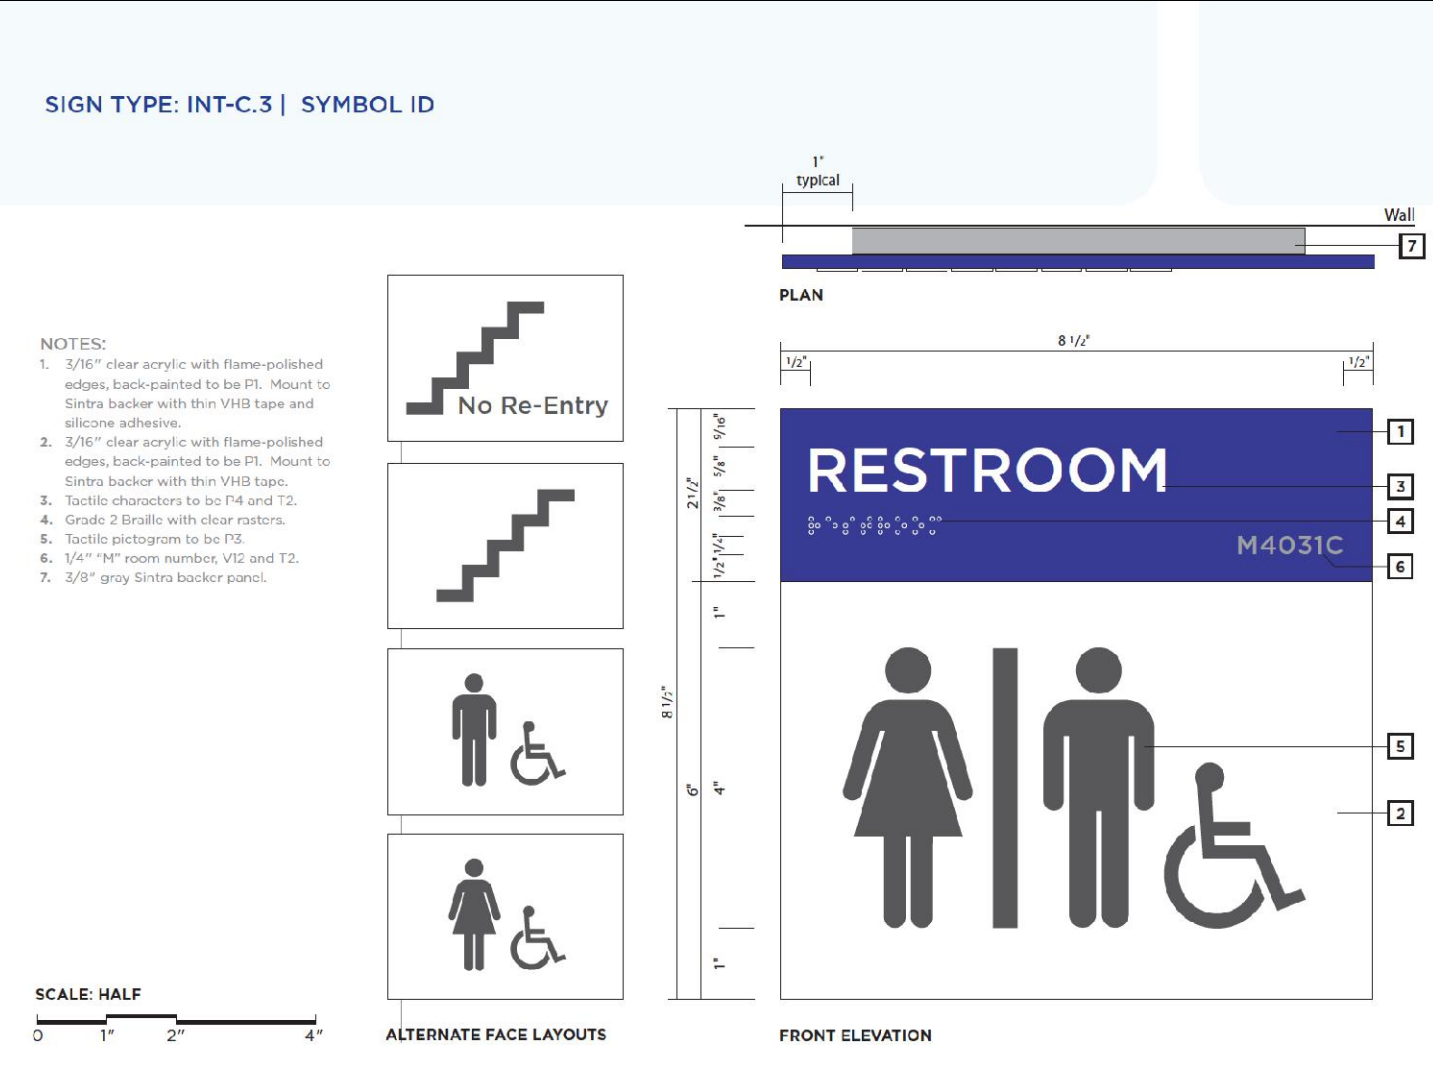 SIGN TYPE: INT-C.3 | SYMBOL ID
1"
typical
Wall
7
PLAN
NOTES:
1. 3/16" clear acrylic with flame-polished
edges, back-painted to be P1. Mount to
Sintra backer with thin VHB tape and
silicone adhesive.
2. 3/16" clear acrylic with flame-polished
edges, back-painted to be P1. Mount to
Sintra backer with thin VHB tape.
3. Tactile characters to be P4 and T2.
4. Grade 2 Braille with clear rasters.
5. Tactile pictogram to be P3.
6. 1/4" "M" room number, V12 and T2.
7. 3/8" gray Sintra backer panel.
No Re-Entry
8 1/2"
1/2"
1/2"
9/16"
5/8"
3/8"
1/4"
1/2"
2 1/2"
1"
8 1/2"
6"
4"
1"
RESTROOM
M4031C
1
3
4
6
5
2
SCALE: HALF
0 1" 2" 4"
ALTERNATE FACE LAYOUTS
FRONT ELEVATION